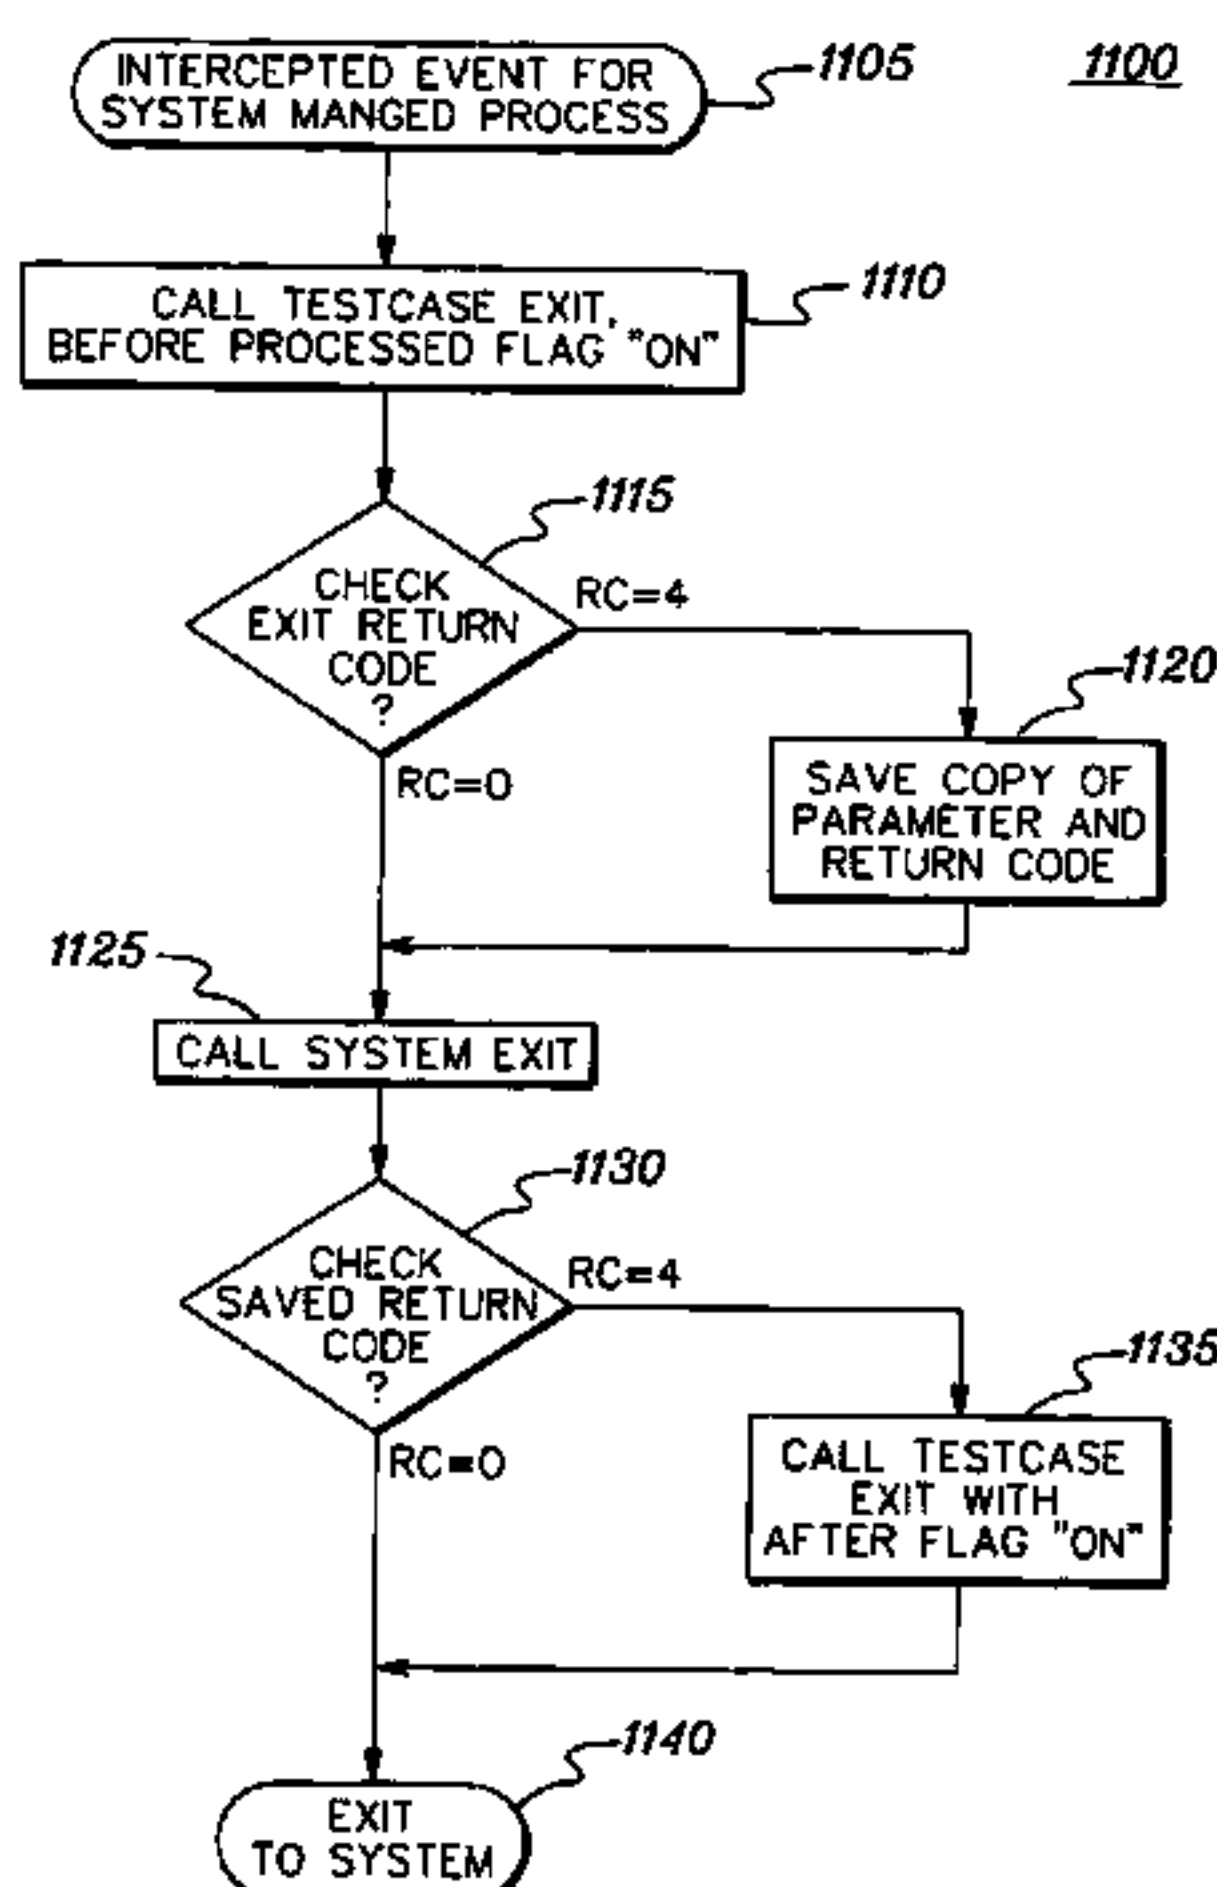 INTERCEPTED EVENT FOR
SYSTEM MANGED PROCESS
1105
1100
CALL TESTCASE EXIT,
BEFORE PROCESSED FLAG "ON"
1110
1115
CHECK
EXIT RETURN
CODE
?
RC=4
RC=0
1120
SAVE COPY OF
PARAMETER AND
RETURN CODE
1125
CALL SYSTEM EXIT
1130
CHECK
SAVED RETURN
CODE
?
RC=4
RC=0
1135
CALL TESTCASE
EXIT WITH
AFTER FLAG "ON"
1140
EXIT
TO SYSTEM